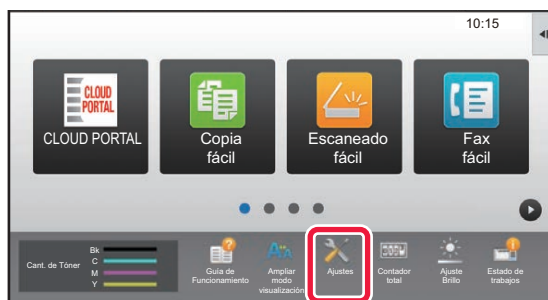 10:15
CLOUD
PORTAL
CLOUD PORTAL
Copia
fácil
Escaneado
fácil
Fax
fácil
Cant. de Tóner
Bk
C
M
Y
Guía de
Funcionamiento
Ampliar
modo
visualización
Ajustes
Contador
total
Ajuste
Brillo
Estado de
trabajos